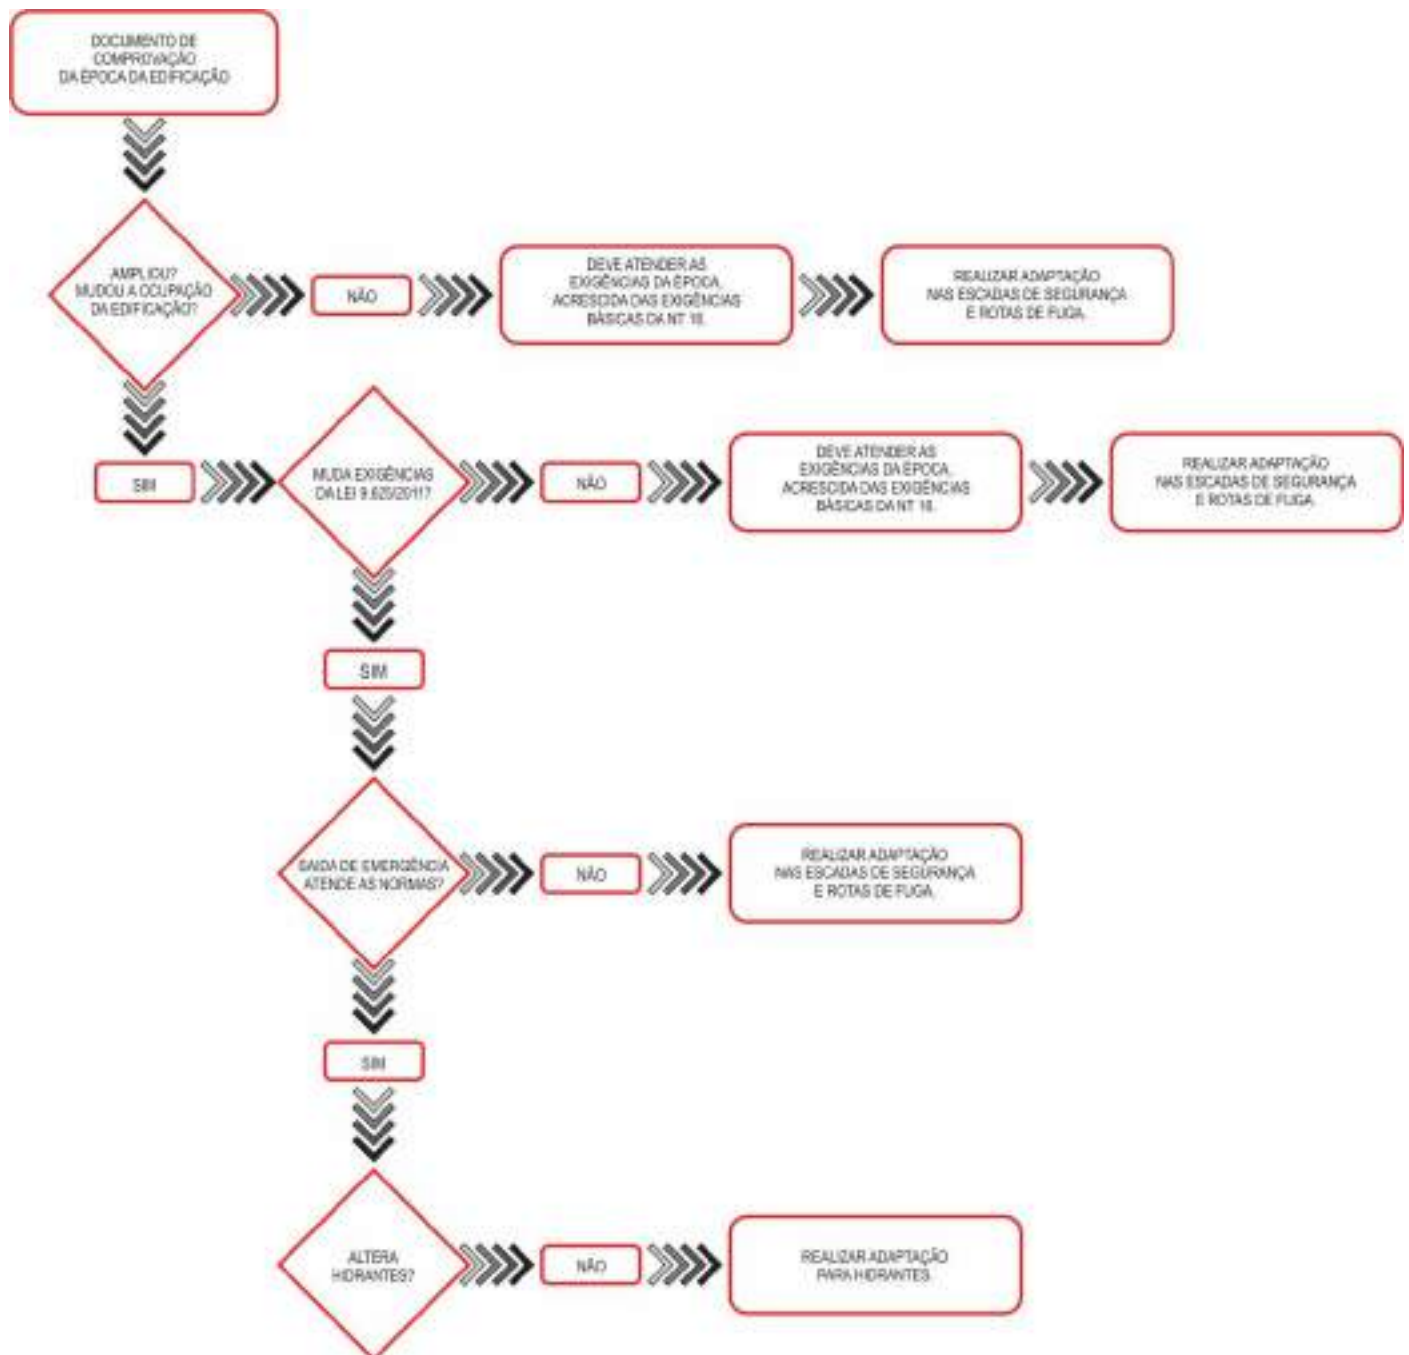 DOCUMENTO DE
COMPROVAÇÃO
DA ÉPOCA DA EDIFICAÇÃO
AMPLIOU?
MUDOU A OCUPAÇÃO
DA EDIFICAÇÃO?
NÃO
DEVE ATENDER AS
EXIGÊNCIAS DA ÉPOCA,
ACRESCIDA DAS EXIGÊNCIAS
BÁSICAS DA NT
REALIZAR ADAPTAÇÃO
NAS ESCADAS DE SEGURANÇA
E ROTAS DE FUGA.
SIM
MUDA EXIGÊNCIAS
DA LEI 9.625/2011?
NÃO
DEVE ATENDER AS
EXIGÊNCIAS DA ÉPOCA,
ACRESCIDA DAS EXIGÊNCIAS
BÁSICAS DA NT
REALIZAR ADAPTAÇÃO
NAS ESCADAS DE SEGURANÇA
E ROTAS DE FUGA.
SIM
SAIDA DE EMERGÊNCIA
ATENDE AS NORMAS?
NÃO
REALIZAR ADAPTAÇÃO
NAS ESCADAS DE SEGURANÇA
E ROTAS DE FUGA.
SIM
ALTERA
HIDRANTES?
NÃO
REALIZAR ADAPTAÇÃO
PARA HIDRANTES.